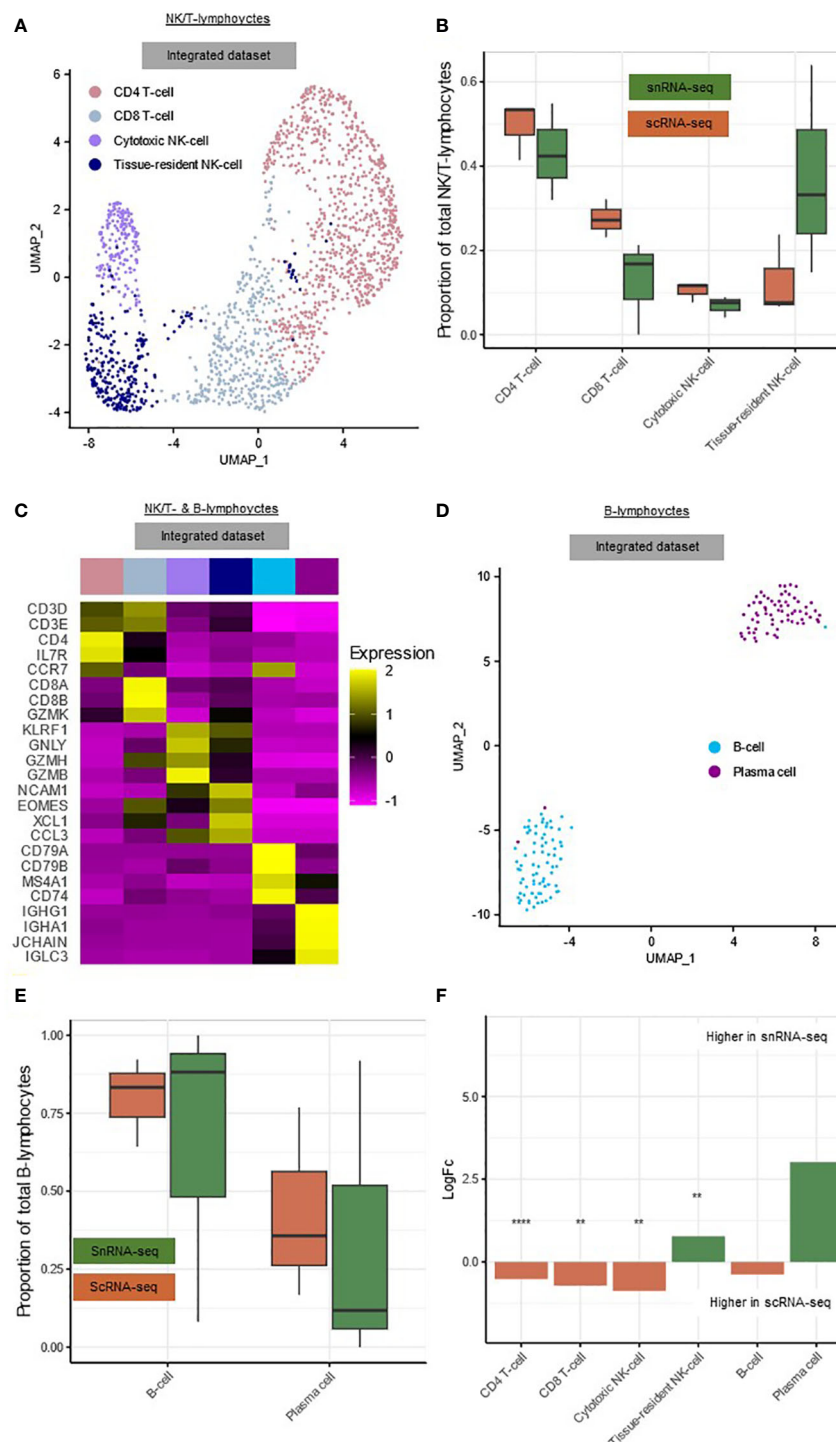 A
NK/T-lymphoyctes
Integrated dataset
CD4 T-cell
CD8 T-cell
Cytotoxic NK-cell
Tissue-resident NK-cell
6
4
2
0
-2
-4
UMAP_2
-8
-4
0
4
UMAP_1
B
snRNA-seq
scRNA-seq
0.6
0.4
0.2
0.0
Proportion of total NK/T-lymphocytes
CD4 T-cell
CD8 T-cell
Cytotoxic NK-cell
Tissue-resident NK-cell
C
NK/T- & B-lymphoyctes
Integrated dataset
CD3D
CD3E
CD4
IL7R
CCR7
CD8A
CD8B
GZMK
KLRF1
GNLY
GZMH
GZMB
NCAM1
EOMES
XCL1
CCL3
CD79A
CD79B
MS4A1
CD74
IGHG1
IGHA1
JCHAIN
IGLC3
Expression
2
1
0
-1
D
B-lymphoyctes
Integrated dataset
10
5
0
-5
-10
UMAP_2
B-cell
Plasma cell
-4
0
4
8
UMAP_1
E
1.00
0.75
0.50
0.25
0.00
Proportion of total B-lymphocytes
SnRNA-seq
ScRNA-seq
B-cell
Plasma cell
F
Higher in snRNA-seq
5.0
2.5
0.0
LogFc
****
**
**
**
Higher in scRNA-seq
CD4 T-cell
CD8 T-cell
Cytotoxic NK-cell
Tissue-resident NK-cell
B-cell
Plasma cell